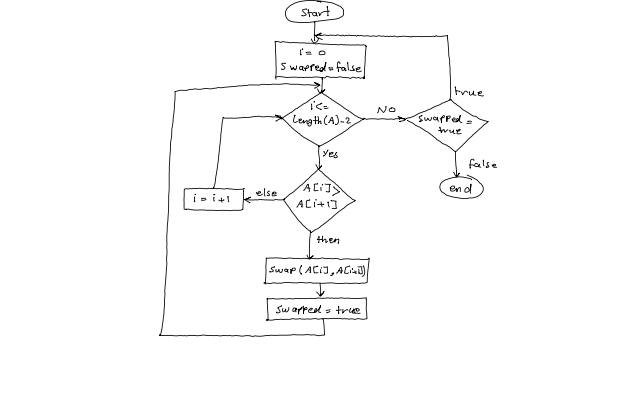 Start
i = 0
Swapped=false
i<=
length(A)-2
NO
swapped=
true
true
false
end
yes
A[i]>
A[i+1]
else
i = i+1
then
swap(A[i],A[i+1])
Swapped = true